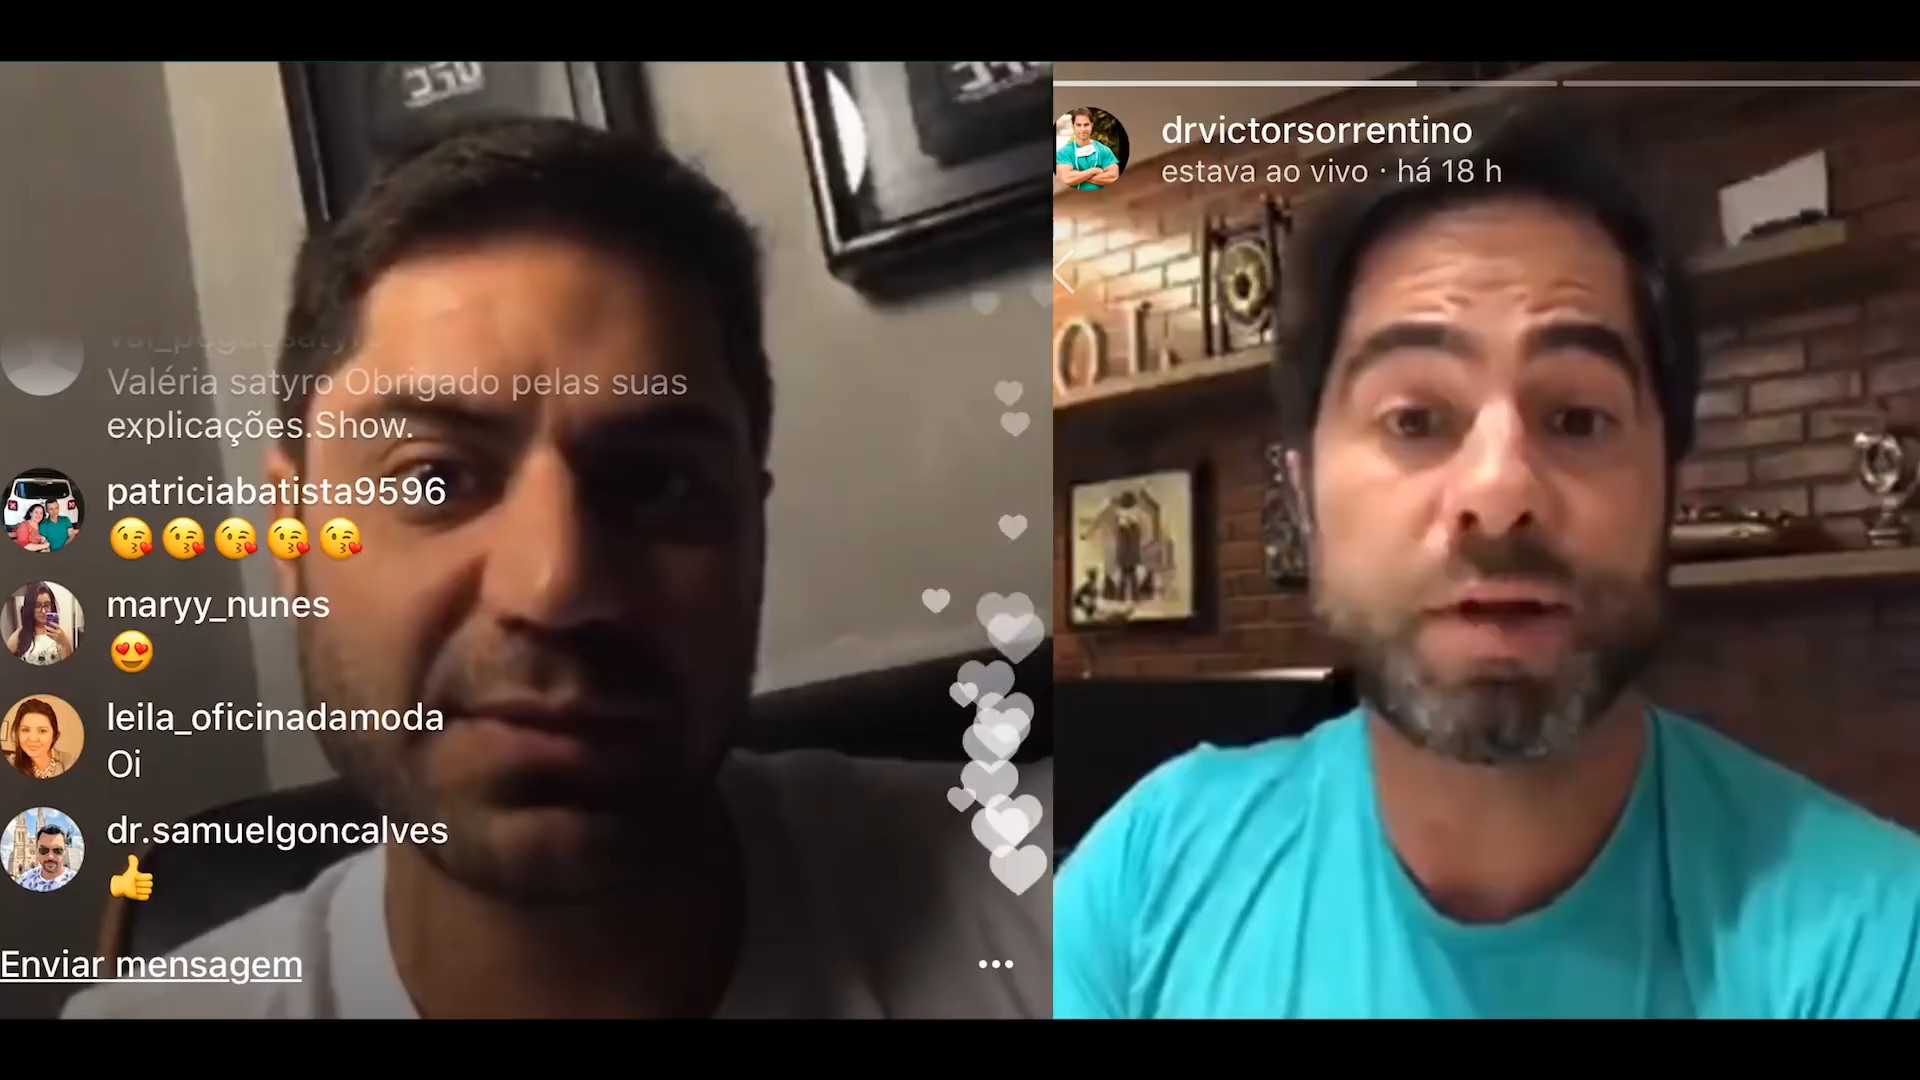 drvictorsorrentino
estava ao vivo · há 18 h
Valéria satyro Obrigado pelas suas
explicações.Show.
patriciabatista9596
😘😘😘😘😘
maryy_nunes
😍
leila_oficinadamoda
Oi
dr.samuelgoncalves
👍
Enviar mensagem